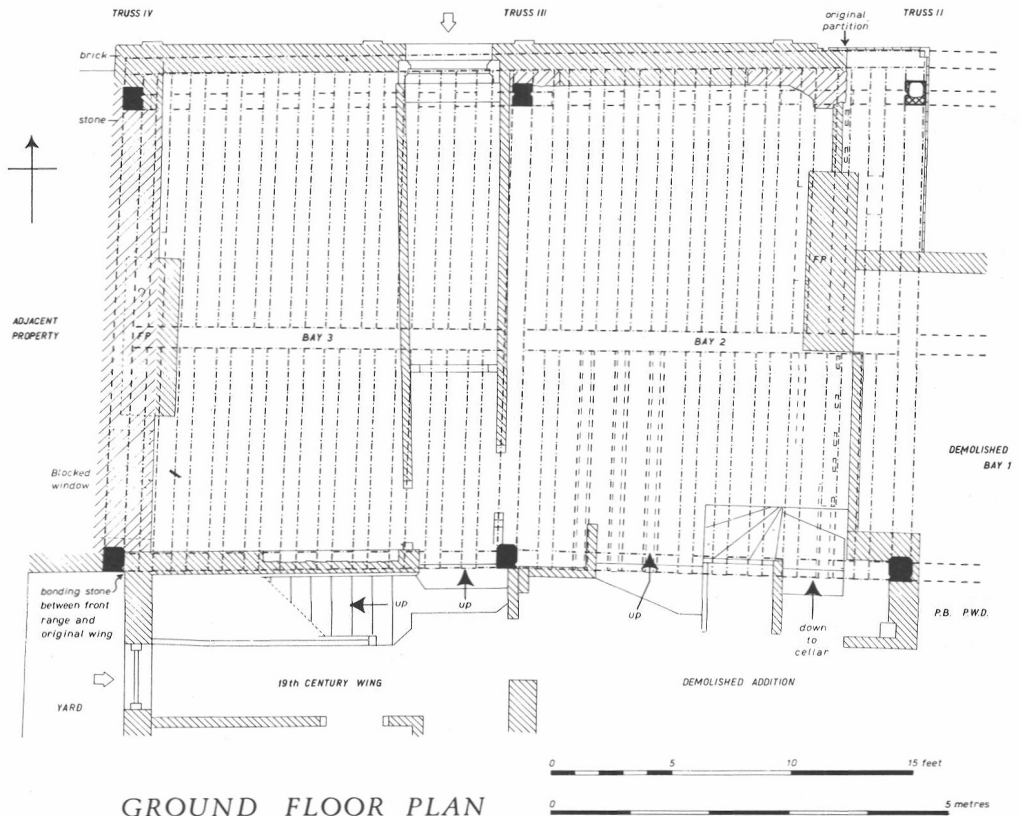 TRUSS IV
TRUSS III
original
partition
TRUSS II
brick
stone
FP
ADJACENT
PROPERTY
?
FP
BAY 3
BAY 2
DEMOLISHED
BAY 1
Blocked
window
bonding stone
between front
range and
original wing
up
up
up
down
to
cellar
P.B. P.W.D.
19th CENTURY WING
DEMOLISHED ADDITION
YARD
0 5 10 15 feet
GROUND FLOOR PLAN
0 5 metres